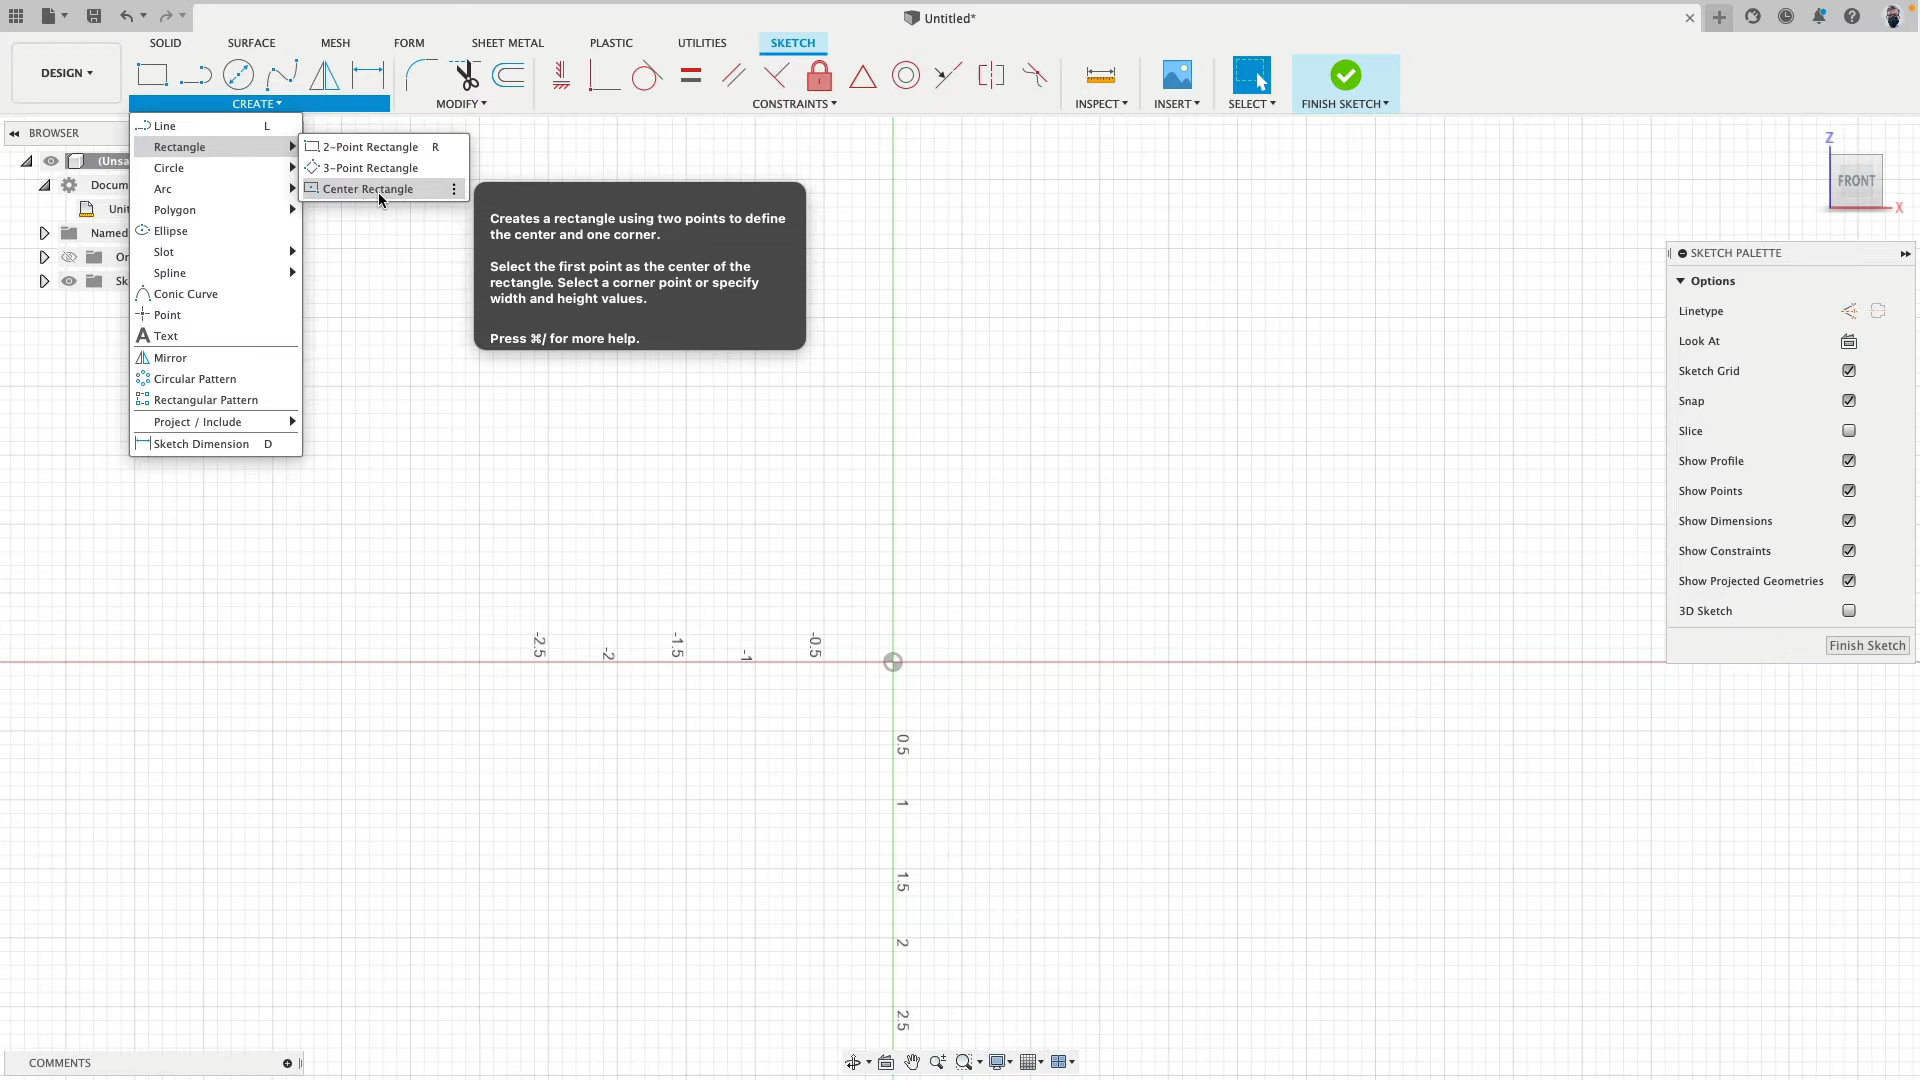 Untitled*
SOLID
SURFACE
MESH
FORM
SHEET METAL
PLASTIC
UTILITIES
SKETCH
DESIGN
CREATE
MODIFY
CONSTRAINTS
INSPECT
INSERT
SELECT
FINISH SKETCH
BROWSER
(Unsa
Docum
Unit
Named
Or
Sk
Line L
Rectangle
Circle
Arc
Polygon
Ellipse
Slot
Spline
Conic Curve
Point
Text
Mirror
Circular Pattern
Rectangular Pattern
Project / Include
Sketch Dimension D
2-Point Rectangle R
3-Point Rectangle
Center Rectangle
Creates a rectangle using two points to define
the center and one corner.
Select the first point as the center of the
rectangle. Select a corner point or specify
width and height values.
Press ⌘/ for more help.
Z
FRONT
X
SKETCH PALETTE
Options
Linetype
Look At
Sketch Grid
Snap
Slice
Show Profile
Show Points
Show Dimensions
Show Constraints
Show Projected Geometries
3D Sketch
Finish Sketch
-2.5
-2
-1.5
-1
-0.5
0.5
1
1.5
2
2.5
COMMENTS